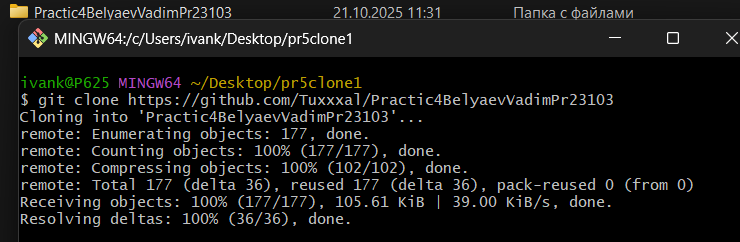 Practic4BelyaevVadimPr23103 21.10.2025 11:31 Папка с файлами
MINGW64:/c/Users/ivank/Desktop/pr5clone1
ivank@P625 MINGW64 ~/Desktop/pr5clone1
$ git clone https://github.com/Tuxxxal/Practic4BelyaevVadimPr23103
Cloning into 'Practic4BelyaevVadimPr23103'...
remote: Enumerating objects: 177, done.
remote: Counting objects: 100% (177/177), done.
remote: Compressing objects: 100% (102/102), done.
remote: Total 177 (delta 36), reused 177 (delta 36), pack-reused 0 (from 0)
Receiving objects: 100% (177/177), 105.61 KiB | 39.00 KiB/s, done.
Resolving deltas: 100% (36/36), done.